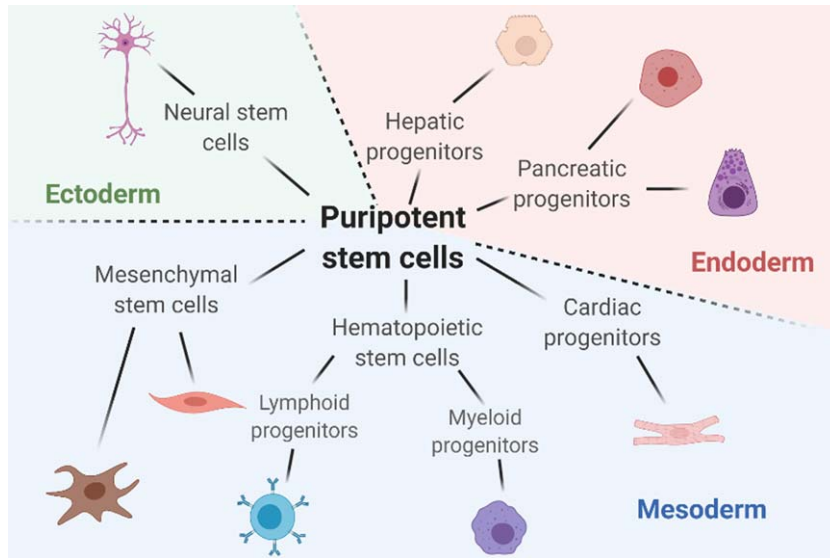 Neural stem
cells
Ectoderm
Hepatic
progenitors
Pancreatic
progenitors
Endoderm
Puripotent
stem cells
Mesenchymal
stem cells
Hematopoietic
stem cells
Cardiac
progenitors
Lymphoid
progenitors
Myeloid
progenitors
Mesoderm